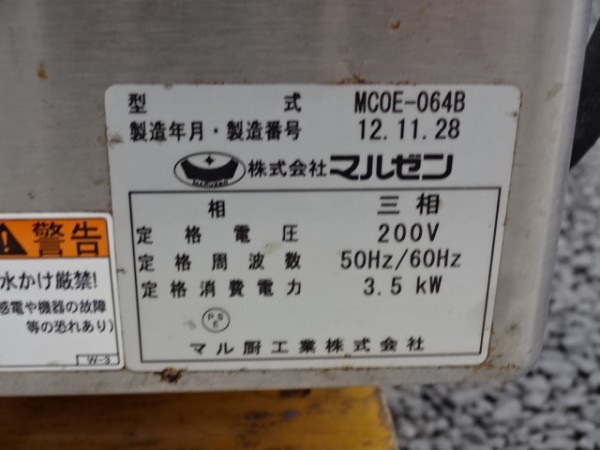 型式 MCOE-064B
製造年月・製造番号 12.11.28
株式会社マルゼン
相 三相
定格電圧 200V
定格周波数 50Hz/60Hz
定格消費電力 3.5 kW
PSE
マル厨工業株式会社
警告
水かけ厳禁!
感電や機器の故障
等の恐れあり)
W-3